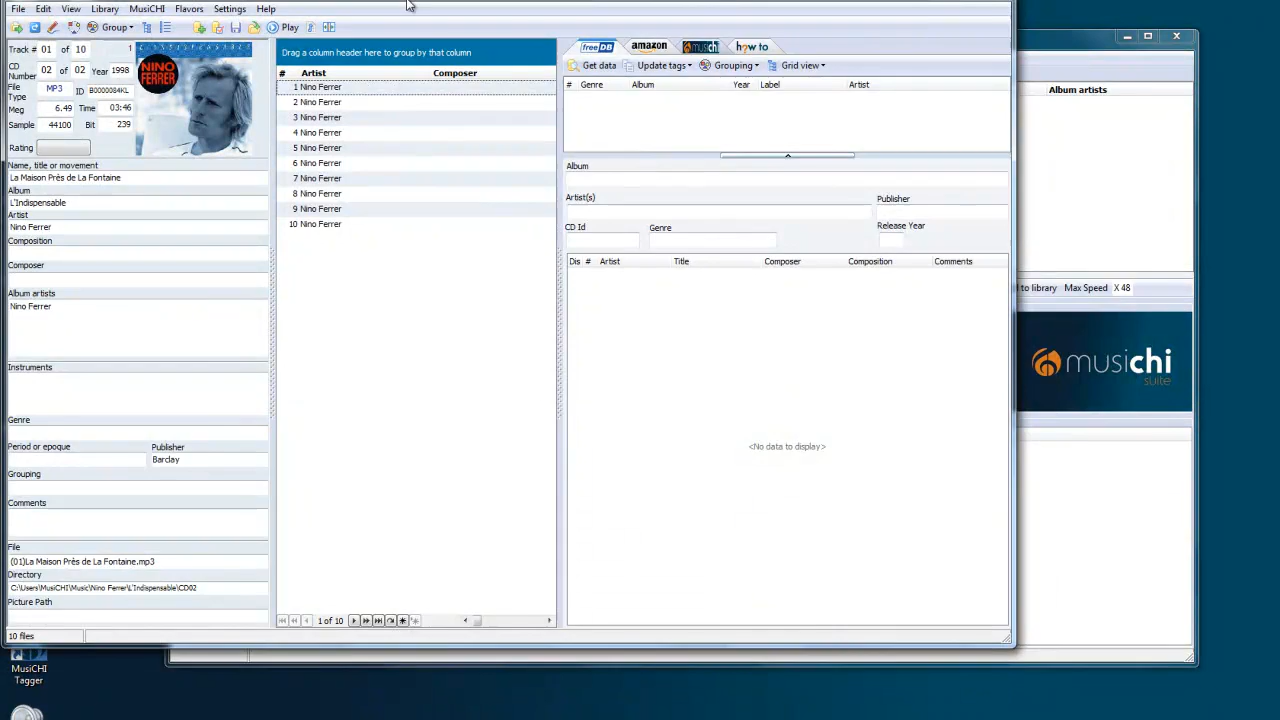 File Edit View Library MusiCHI Flavors Settings Help
Group Play
Track # 01 of 10 1
CD Number 02 of 02 Year 1998
File Type MP3 ID B0000084KL
Meg 6.49 Time 03:46
Sample 44100 Bit 239
Rating
NINO FERRER
Name, title or movement
La Maison Près de La Fontaine
Album
L'Indispensable
Artist
Nino Ferrer
Composition
Composer
Album artists
Nino Ferrer
Instruments
Genre
Period or epoque Publisher
Barclay
Grouping
Comments
File
(01)La Maison Près de La Fontaine.mp3
Directory
C:\Users\MusiCHI\Music\Nino Ferrer\L'Indispensable\CD02
Picture Path
10 files
Drag a column header here to group by that column
# Artist Composer
1 Nino Ferrer
2 Nino Ferrer
3 Nino Ferrer
4 Nino Ferrer
5 Nino Ferrer
6 Nino Ferrer
7 Nino Ferrer
8 Nino Ferrer
9 Nino Ferrer
10 Nino Ferrer
1 of 10
freeDB amazon musichi how to
Get data Update tags Grouping Grid view
# Genre Album Year Label Artist
Album
Artist(s) Publisher
CD Id Genre Release Year
Dis # Artist Title Composer Composition Comments
<No data to display>
Album artists
d to library Max Speed X 48
musichi
suite
MusiCHI
Tagger